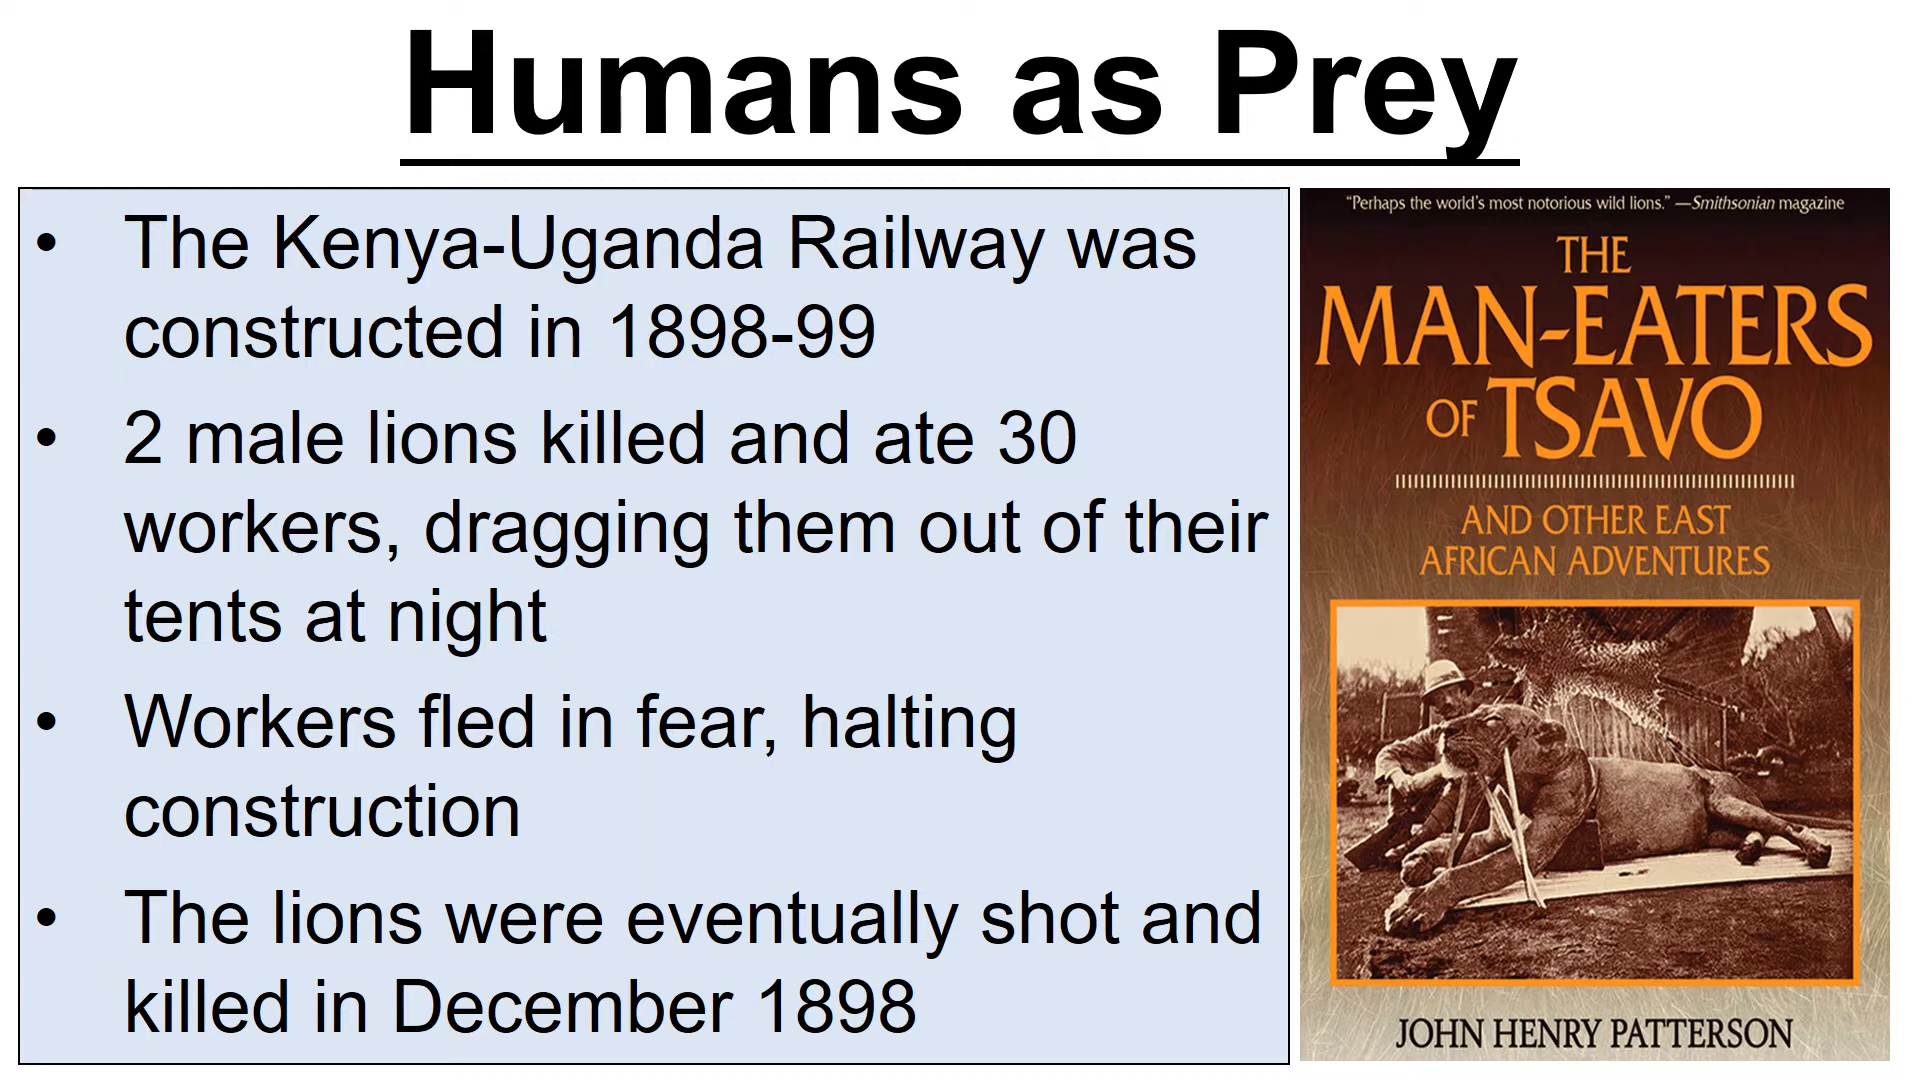 Humans as Prey
• The Kenya-Uganda Railway was
constructed in 1898-99
• 2 male lions killed and ate 30
workers, dragging them out of their
tents at night
• Workers fled in fear, halting
construction
• The lions were eventually shot and
killed in December 1898
“Perhaps the world’s most notorious wild lions.” —Smithsonian magazine
THE
MAN-EATERS
OF TSAVO
AND OTHER EAST
AFRICAN ADVENTURES
JOHN HENRY PATTERSON